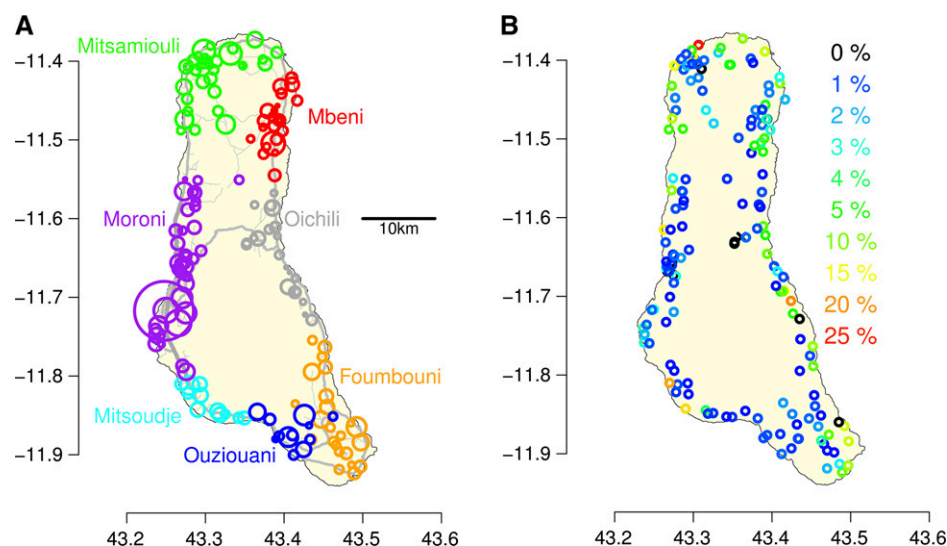 A
B
Mitsamiouli
Mbeni
Moroni
Oichili
10km
Foumbouni
Mitsoudje
Ouziouani
−11.4
−11.5
−11.6
−11.7
−11.8
−11.9
43.2 43.3 43.4 43.5 43.6
−11.4
−11.5
−11.6
−11.7
−11.8
−11.9
0 %
1 %
2 %
3 %
4 %
5 %
10 %
15 %
20 %
25 %
43.2 43.3 43.4 43.5 43.6